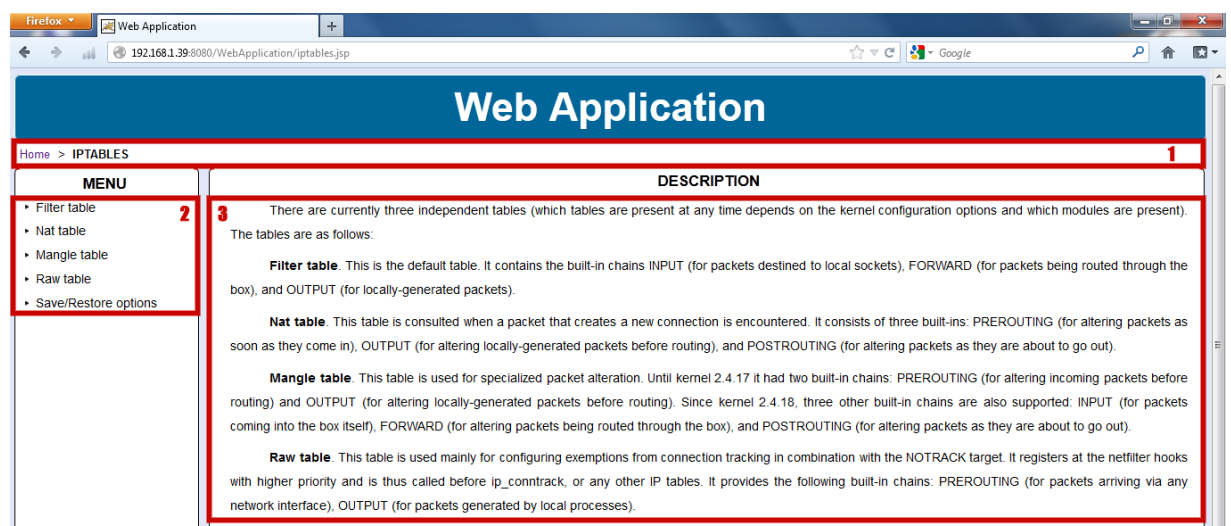 Firefox
Web Application
192.168.1.39:8080/WebApplication/iptables.jsp
Google
Web Application
Home > IPTABLES
1
MENU
Filter table
2
Nat table
Mangle table
Raw table
Save/Restore options
DESCRIPTION
3
There are currently three independent tables (which tables are present at any time depends on the kernel configuration options and which modules are present).
The tables are as follows:
Filter table. This is the default table. It contains the built-in chains INPUT (for packets destined to local sockets), FORWARD (for packets being routed through the
box), and OUTPUT (for locally-generated packets).
Nat table. This table is consulted when a packet that creates a new connection is encountered. It consists of three built-ins: PREROUTING (for altering packets as
soon as they come in), OUTPUT (for altering locally-generated packets before routing), and POSTROUTING (for altering packets as they are about to go out).
Mangle table. This table is used for specialized packet alteration. Until kernel 2.4.17 it had two built-in chains: PREROUTING (for altering incoming packets before
routing) and OUTPUT (for altering locally-generated packets before routing). Since kernel 2.4.18, three other built-in chains are also supported: INPUT (for packets
coming into the box itself), FORWARD (for altering packets being routed through the box), and POSTROUTING (for altering packets as they are about to go out).
Raw table. This table is used mainly for configuring exemptions from connection tracking in combination with the NOTRACK target. It registers at the netfilter hooks
with higher priority and is thus called before ip_conntrack, or any other IP tables. It provides the following built-in chains: PREROUTING (for packets arriving via any
network interface), OUTPUT (for packets generated by local processes).